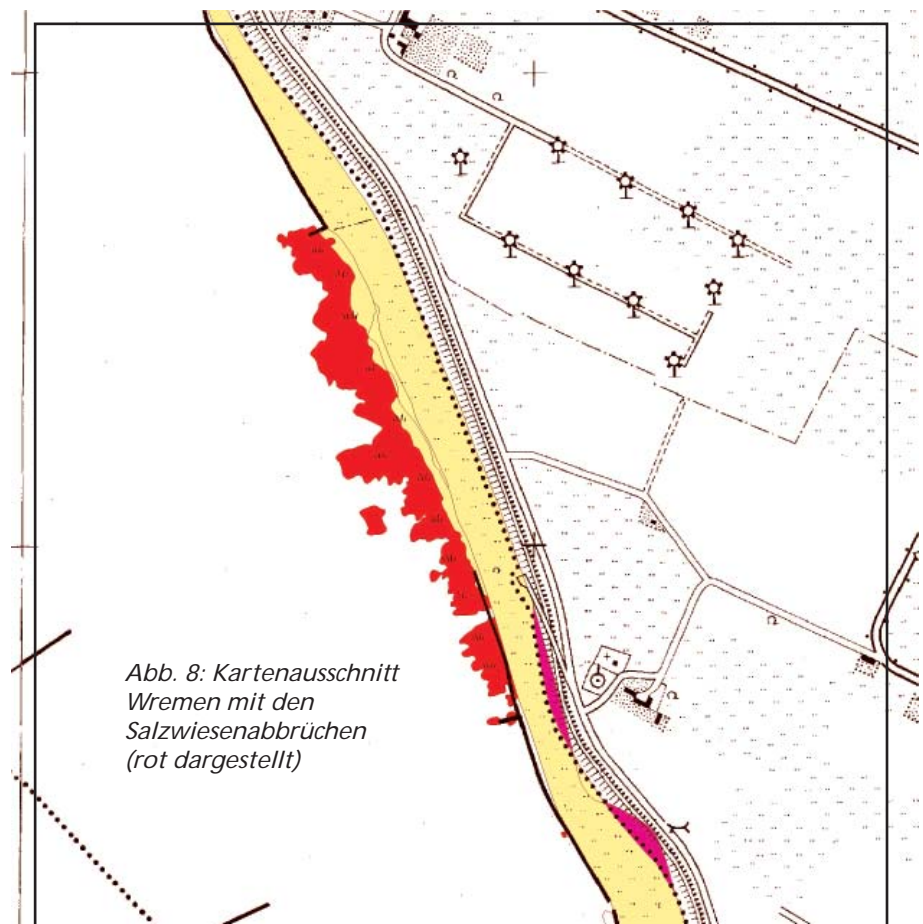 Abb. 8: Kartenausschnitt
Wremen mit den
Salzwiesenabbrüchen
(rot dargestellt)